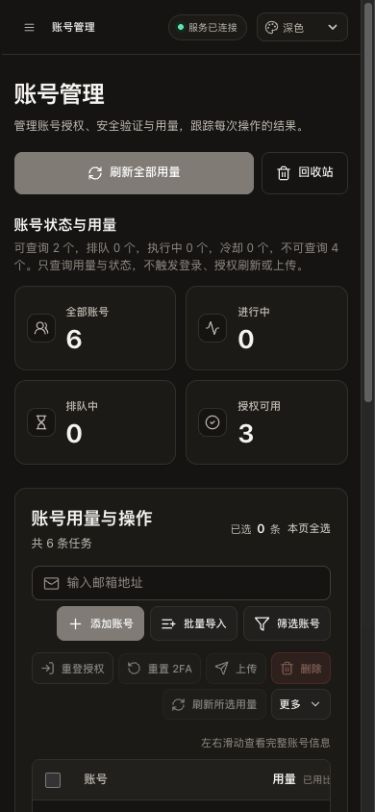 账号管理
服务已连接
深色
账号管理
管理账号授权、安全验证与用量，跟踪每次操作的结果。
刷新全部用量
回收站
账号状态与用量
可查询 2 个，排队 0 个，执行中 0 个，冷却 0 个，不可查询 4
个。只查询用量与状态，不触发登录、授权刷新或上传。
全部账号
6
进行中
0
排队中
0
授权可用
3
账号用量与操作
共 6 条任务
已选 0 条 本页全选
输入邮箱地址
添加账号
批量导入
筛选账号
重登授权
重置 2FA
上传
删除
刷新所选用量
更多
左右滑动查看完整账号信息
账号
用量 已用